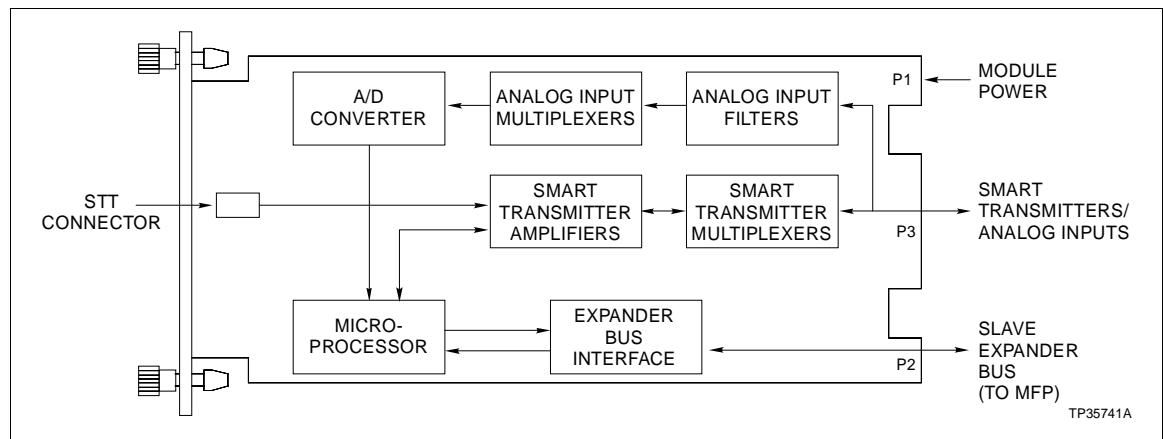 A/D
CONVERTER
ANALOG INPUT
MULTIPLEXERS
ANALOG INPUT
FILTERS
P1
MODULE
POWER
STT
CONNECTOR
SMART
TRANSMITTER
AMPLIFIERS
SMART
TRANSMITTER
MULTIPLEXERS
P3
SMART
TRANSMITTERS/
ANALOG INPUTS
MICRO-
PROCESSOR
EXPANDER
BUS
INTERFACE
P2
SLAVE
EXPANDER
BUS
(TO MFP)
TP35741A